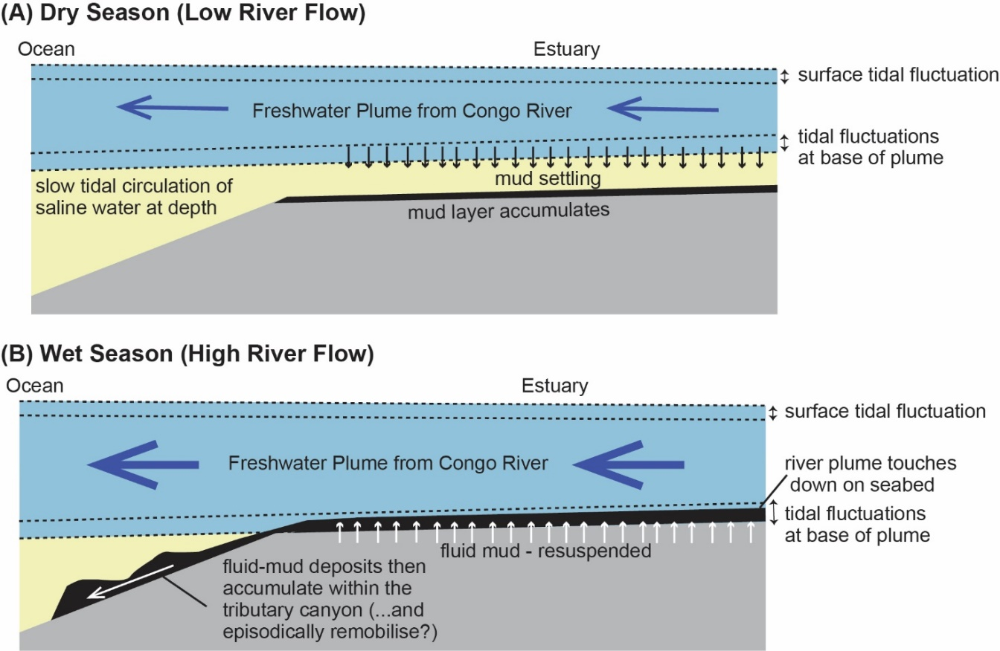 (A) Dry Season (Low River Flow)
Ocean
Estuary
surface tidal fluctuation
Freshwater Plume from Congo River
tidal fluctuations
at base of plume
slow tidal circulation of
saline water at depth
mud settling
mud layer accumulates
(B) Wet Season (High River Flow)
Ocean
Estuary
surface tidal fluctuation
Freshwater Plume from Congo River
river plume touches
down on seabed
tidal fluctuations
at base of plume
fluid mud - resuspended
fluid-mud deposits then
accumulate within the
tributary canyon (...and
episodically remobilise?)